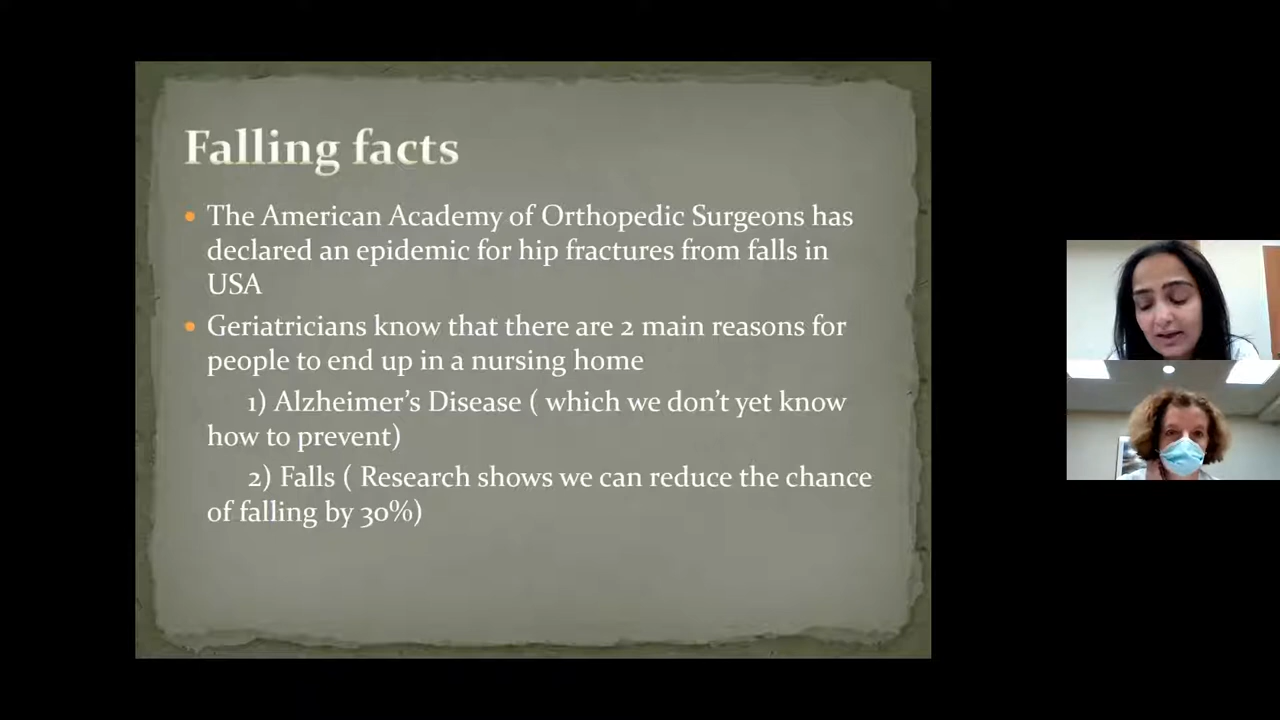 Falling facts
The American Academy of Orthopedic Surgeons has
declared an epidemic for hip fractures from falls in
USA
Geriatricians know that there are 2 main reasons for
people to end up in a nursing home
1) Alzheimer’s Disease ( which we don’t yet know
how to prevent)
2) Falls ( Research shows we can reduce the chance
of falling by 30%)